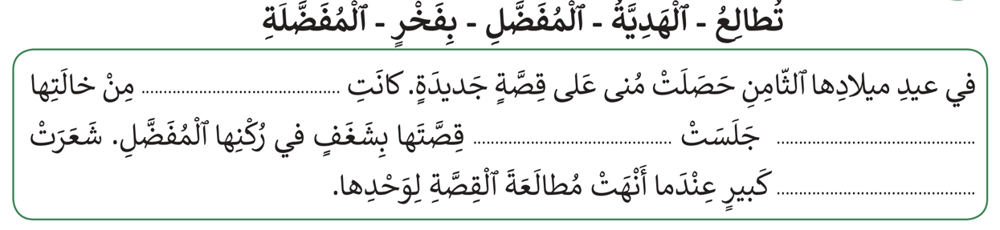 تُطالِعُ - ٱلْهَدِيَّةُ - ٱلْمُفَضَّلِ - بِفَخْرٍ - ٱلْمُفَضَّلَةِ
في عيدِ ميلادِها ٱلثّامِنِ حَصَلَتْ مُنى عَلى قِصَّةٍ جَديدَةٍ. كانَتِ ........................................ مِنْ خالَتِها
........................................ جَلَسَتْ ........................................ قِصَّتَها بِشَغَفٍ في رُكْنِها ٱلْمُفَضَّلِ. شَعَرَتْ
........................................ كَبيرٍ عِنْدَما أَنْهَتْ مُطالَعَةَ ٱلْقِصَّةِ لِوَحْدِها.